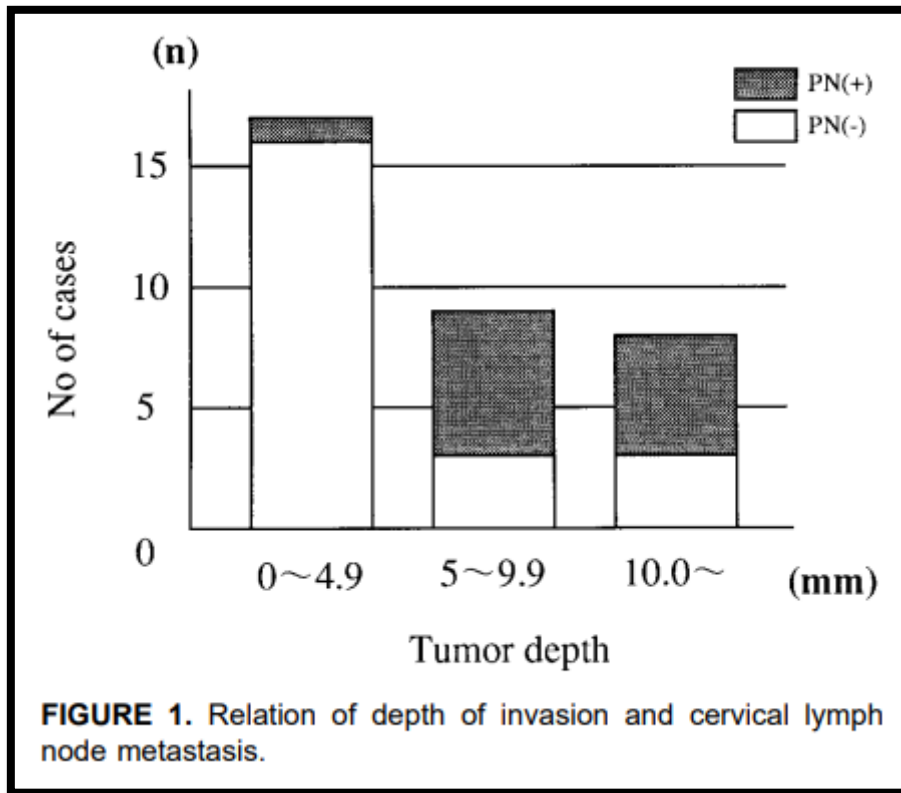 (n)
PN(+)
PN(-)
15
10
5
0
No of cases
0～4.9
5～9.9
10.0～
(mm)
Tumor depth
FIGURE 1. Relation of depth of invasion and cervical lymph
node metastasis.